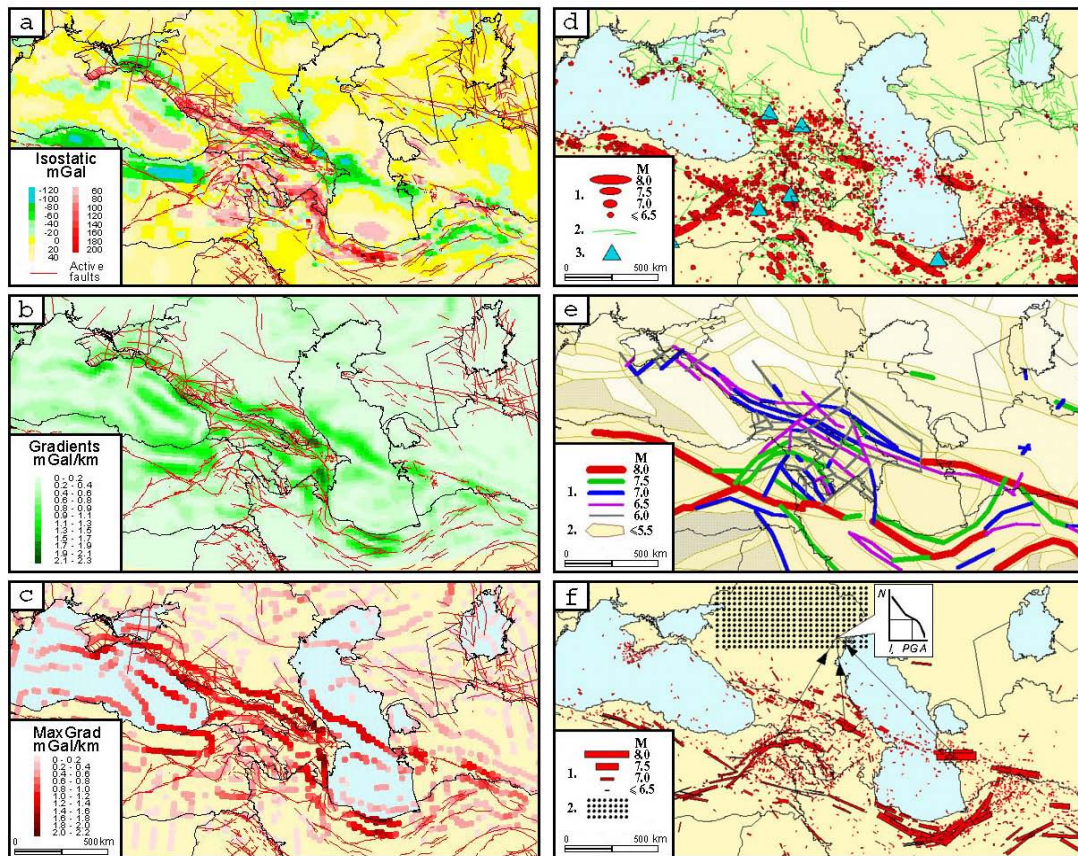 a
Isostatic
mGal
-120 60
-100 80
-80 100
-60 120
-40 140
-20 160
0 180
20 200
40
Active
faults
b
Gradients
mGal/km
0 - 0.2
0.2 - 0.4
0.4 - 0.6
0.6 - 0.8
0.8 - 0.9
0.9 - 1.1
1.1 - 1.3
1.3 - 1.5
1.5 - 1.7
1.7 - 1.9
1.9 - 2.1
2.1 - 2.3
c
MaxGrad
mGal/km
0 - 0.2
0.2 - 0.4
0.4 - 0.6
0.6 - 0.8
0.8 - 1.0
1.0 - 1.2
1.2 - 1.4
1.4 - 1.6
1.6 - 1.8
1.8 - 2.0
2.0 - 2.2
0 500 km
d
M
8.0
7.5
1. 7.0
⩽ 6.5
2.
3.
0 500 km
e
M
8.0
7.5
1. 7.0
6.5
6.0
2. ⩽5.5
0 500 km
f
N
I, PGA
M
8.0
1. 7.5
7.0
⩽ 6.5
2.
0 500 km